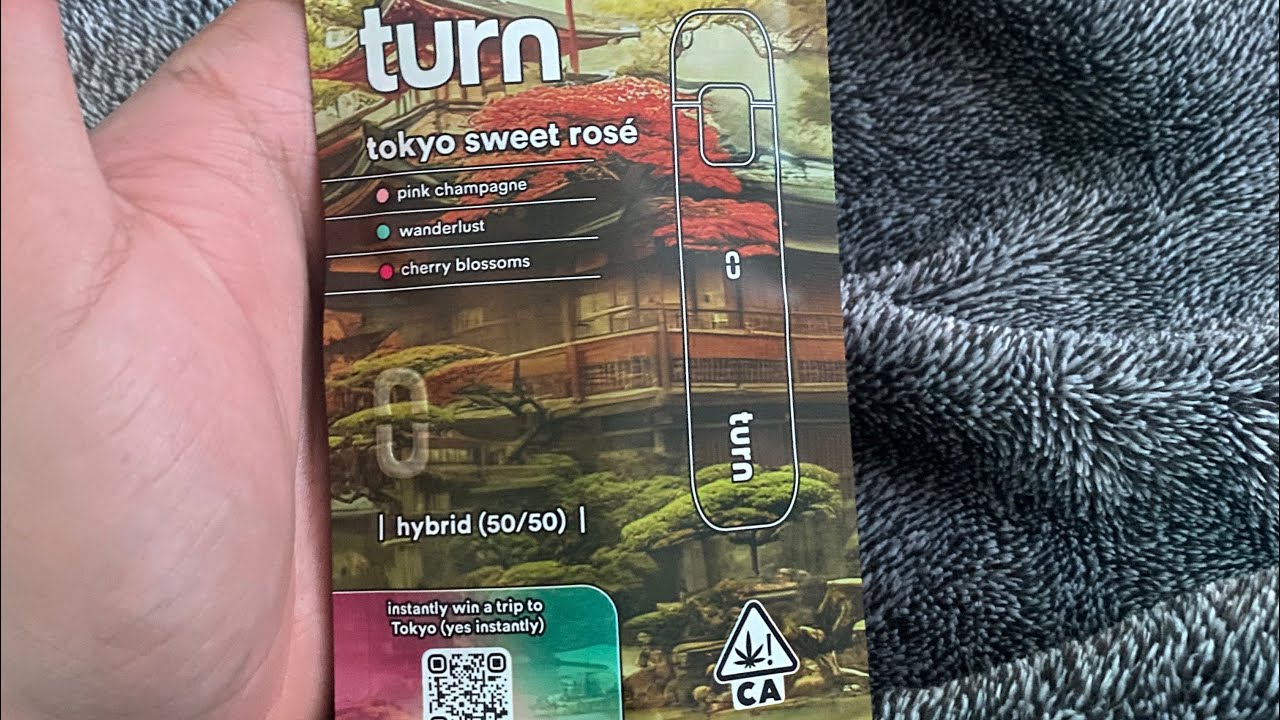 turn
tokyo sweet rosé
pink champagne
wanderlust
cherry blossoms
turn
| hybrid (50/50) |
instantly win a trip to
Tokyo (yes instantly)
!
CA